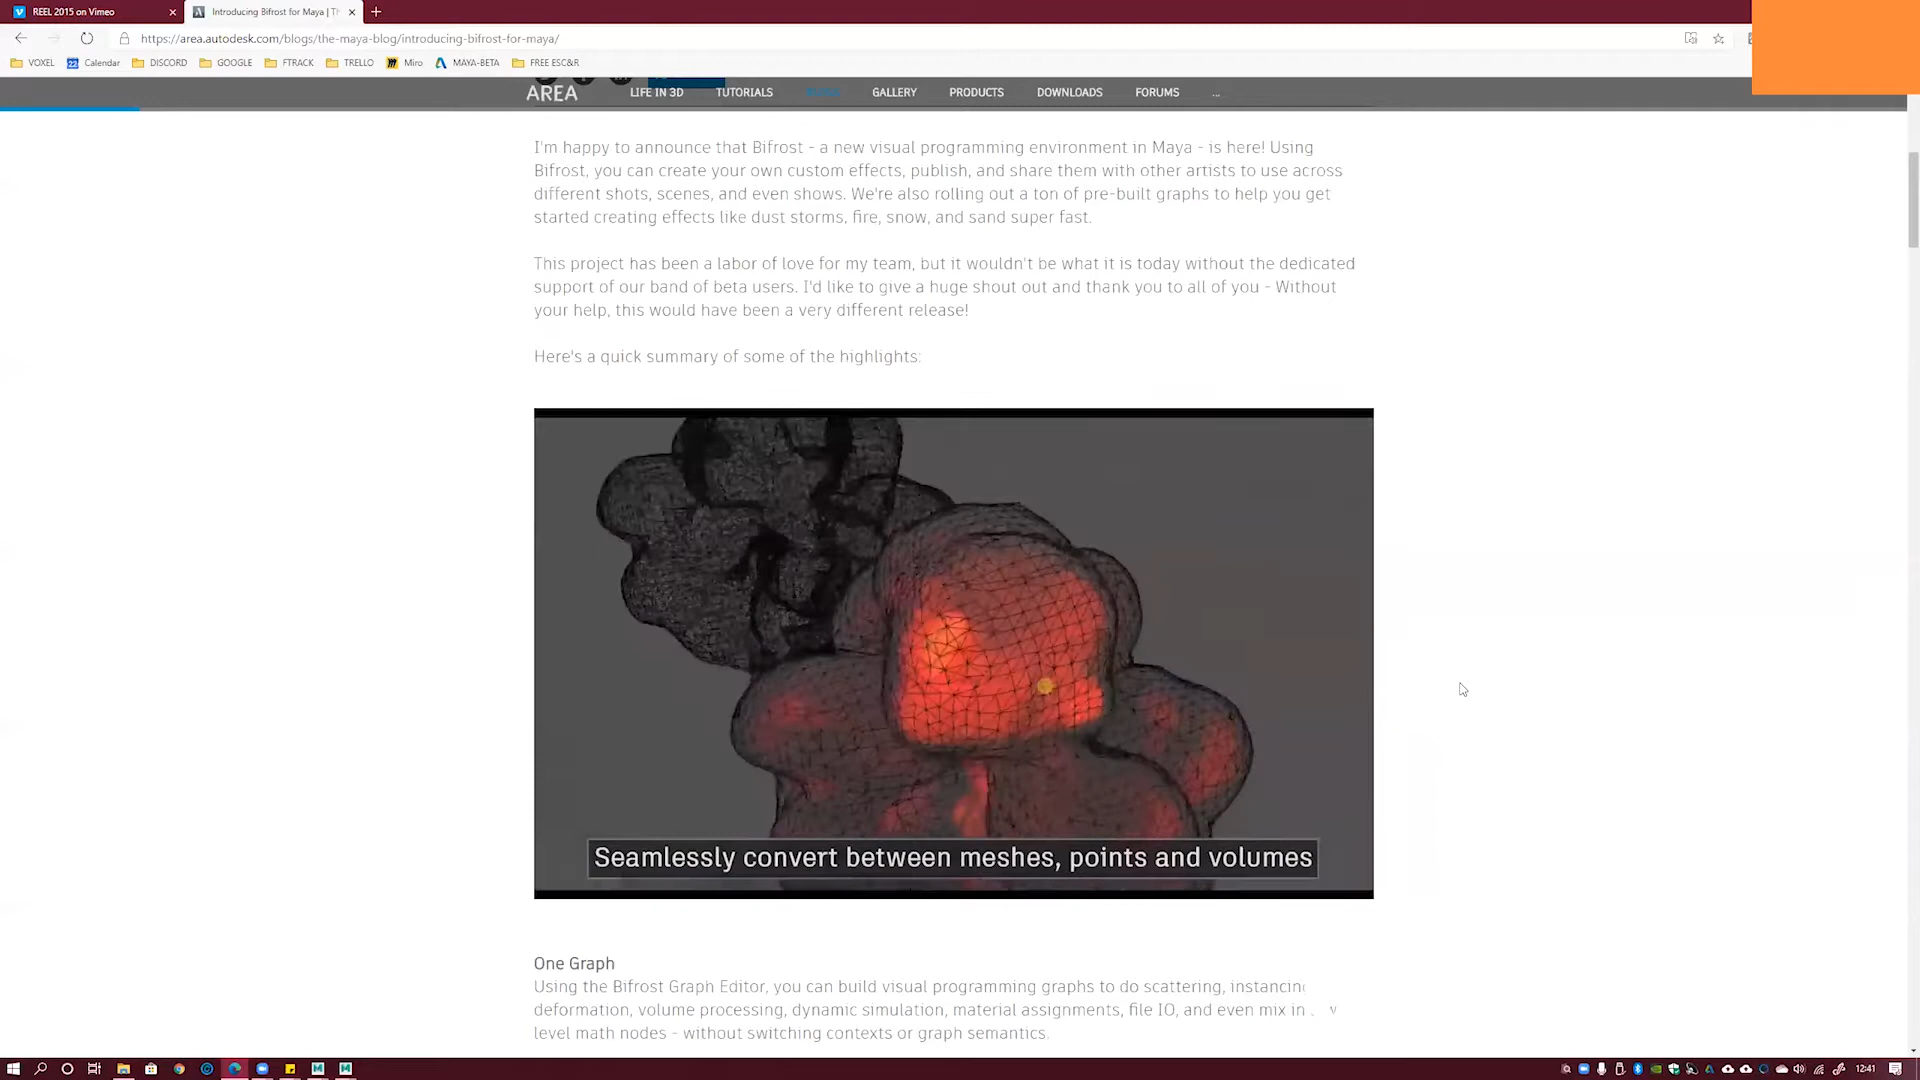 REEL 2015 on Vimeo
Introducing Bifrost for Maya | Th
https://area.autodesk.com/blogs/the-maya-blog/introducing-bifrost-for-maya/
VOXEL Calendar DISCORD GOOGLE FTRACK TRELLO Miro MAYA-BETA FREE ESC&R
AREA LIFE IN 3D TUTORIALS BLOGS GALLERY PRODUCTS DOWNLOADS FORUMS ...
I'm happy to announce that Bifrost - a new visual programming environment in Maya - is here! Using
Bifrost, you can create your own custom effects, publish, and share them with other artists to use across
different shots, scenes, and even shows. We're also rolling out a ton of pre-built graphs to help you get
started creating effects like dust storms, fire, snow, and sand super fast.
This project has been a labor of love for my team, but it wouldn't be what it is today without the dedicated
support of our band of beta users. I'd like to give a huge shout out and thank you to all of you - Without
your help, this would have been a very different release!
Here's a quick summary of some of the highlights:
Seamlessly convert between meshes, points and volumes
One Graph
Using the Bifrost Graph Editor, you can build visual programming graphs to do scattering, instancing
deformation, volume processing, dynamic simulation, material assignments, file IO, and even mix in
level math nodes - without switching contexts or graph semantics.
12:41